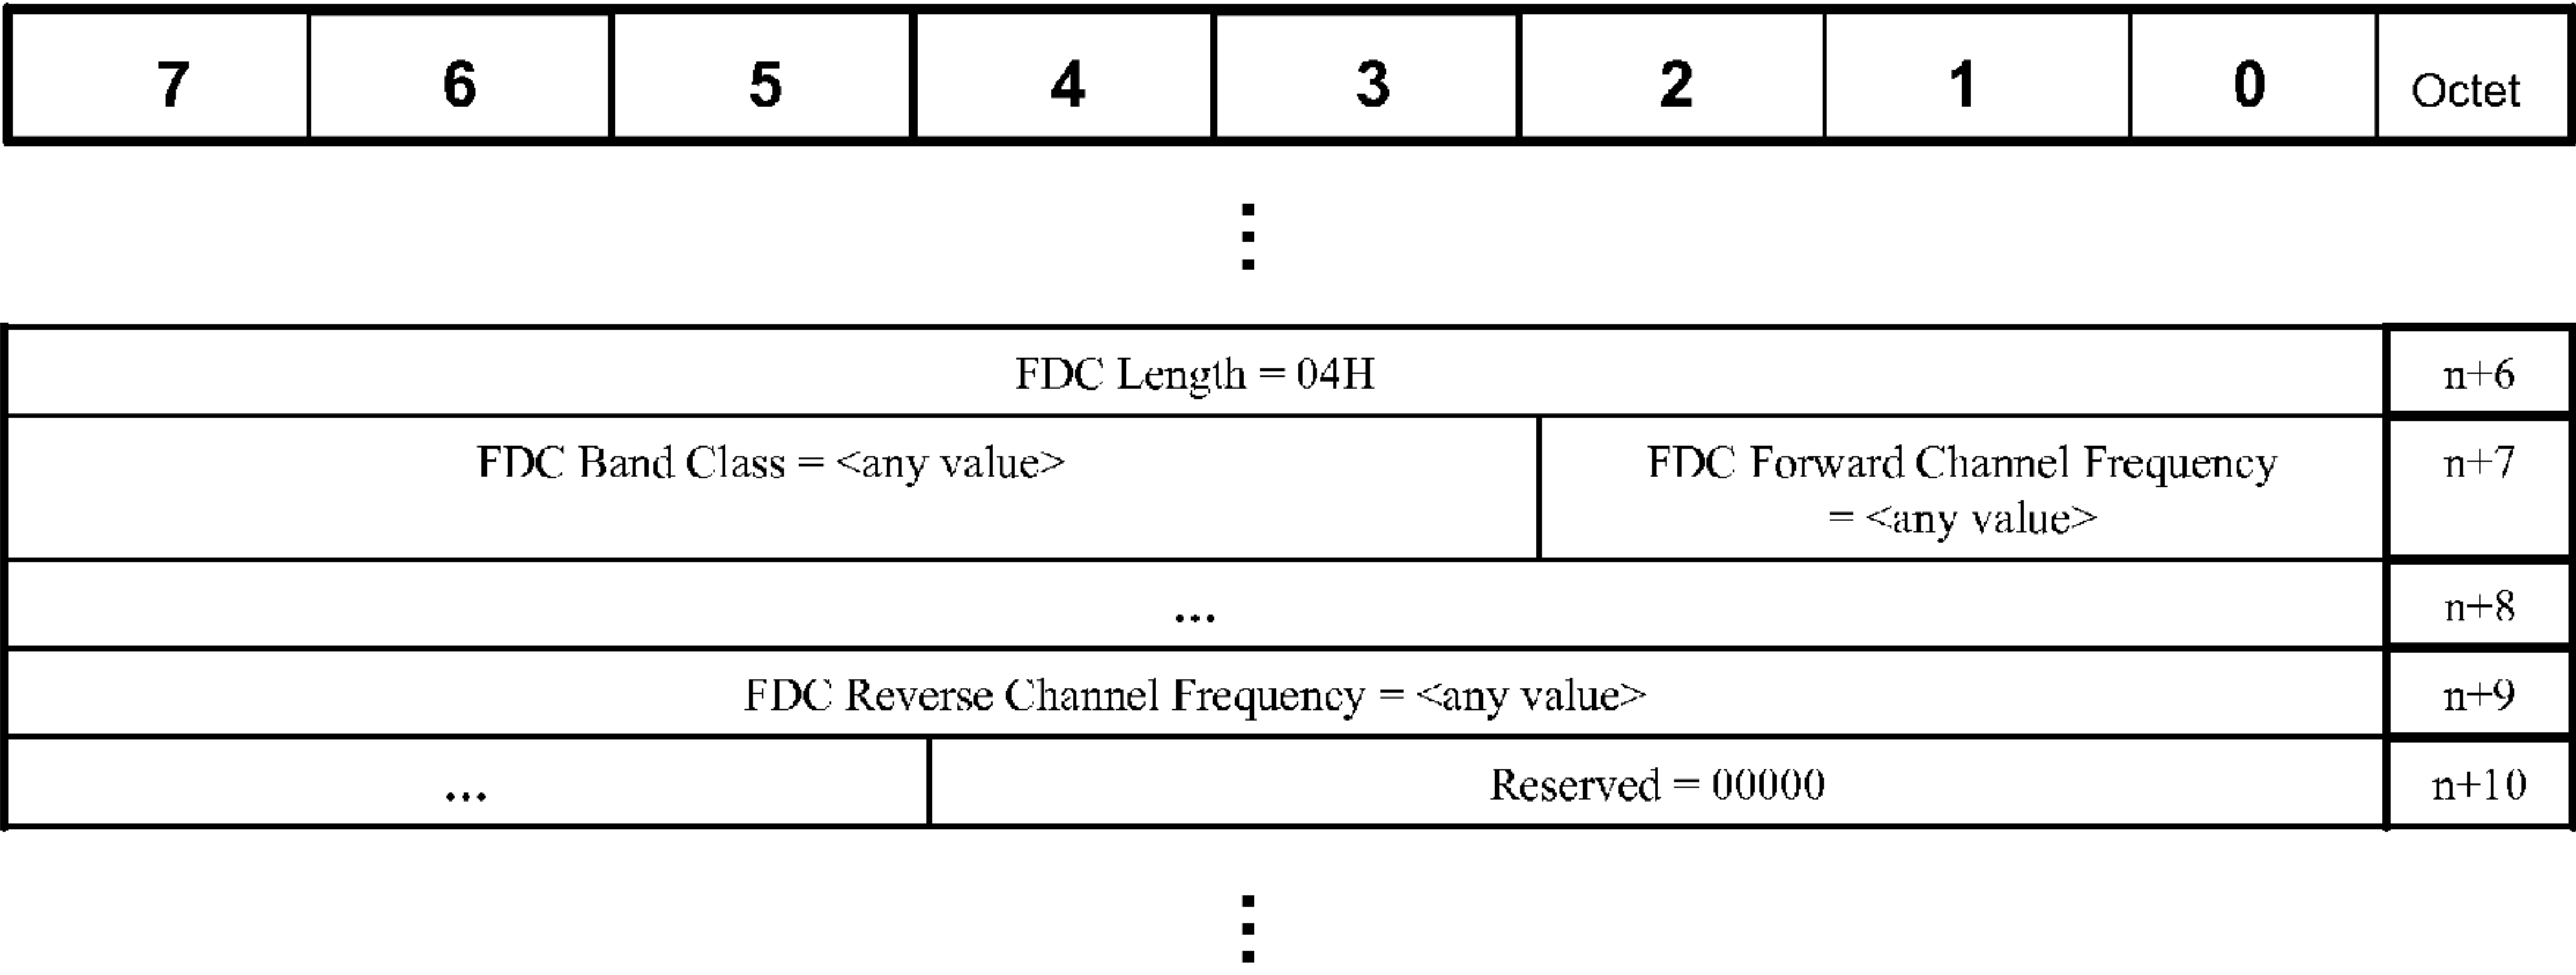 7 6 5 4 3 2 1 0 Octet
⋮
FDC Length = 04H n+6
FDC Band Class = <any value> FDC Forward Channel Frequency n+7
= <any value>
... n+8
FDC Reverse Channel Frequency = <any value> n+9
... Reserved = 00000 n+10
⋮